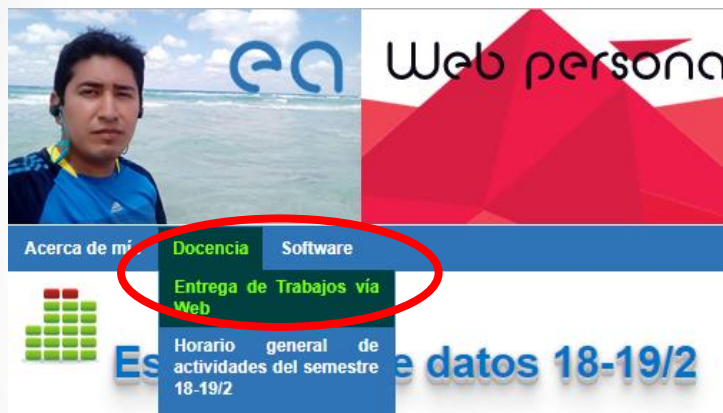 ea
Web persona
Acerca de mí
Docencia
Software
Entrega de Trabajos vía
Web
Horario general de
actividades del semestre
18-19/2
Es e datos 18-19/2